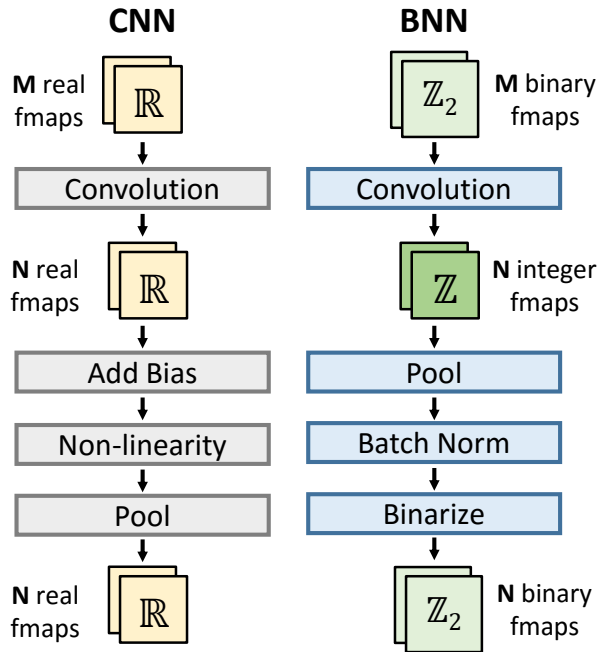 CNN
M real
fmaps
ℝ
Convolution
N real
fmaps
ℝ
Add Bias
Non-linearity
Pool
N real
fmaps
ℝ
BNN
ℤ₂
M binary
fmaps
Convolution
ℤ
N integer
fmaps
Pool
Batch Norm
Binarize
ℤ₂
N binary
fmaps